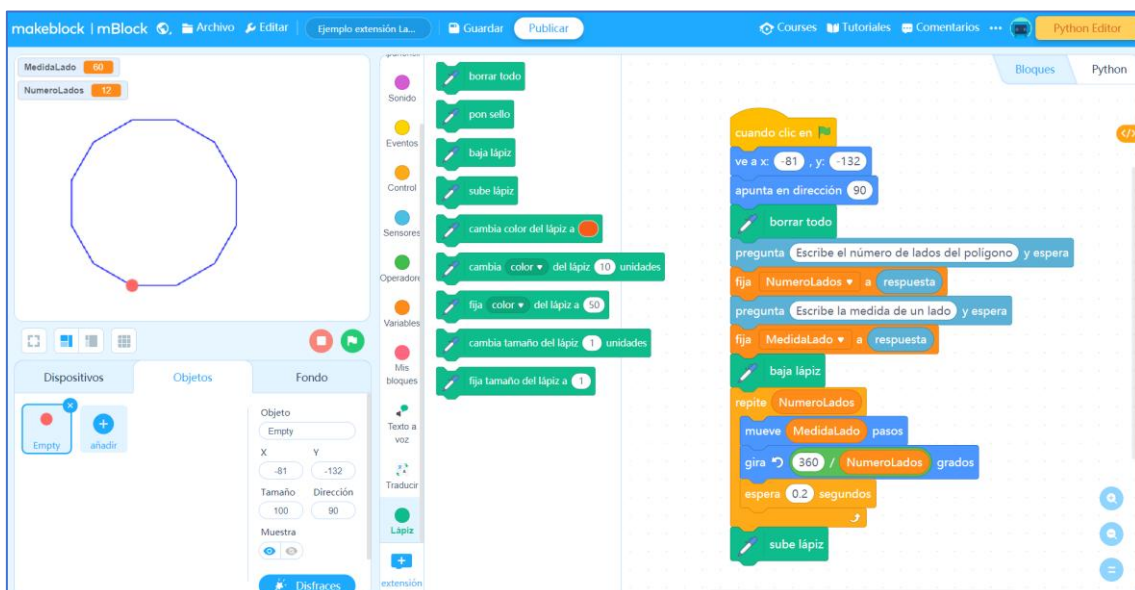 makeblock | mBlock Archivo Editar Ejemplo extensión La... Guardar Publicar Courses Tutoriales Comentarios ... Python Editor
MedidaLado 60
NumeroLados 12
Dispositivos Objetos Fondo
Empty
añadir
Objeto
Empty
X Y
-81 -132
Tamaño Dirección
100 90
Muestra
Disfraces
Sonido
Eventos
Control
Sensores
Operadore
Variables
Mis
bloques
Texto a
voz
Traducir
Lápiz
extensión
borrar todo
pon sello
baja lápiz
sube lápiz
cambia color del lápiz a
cambia color del lápiz 10 unidades
fija color del lápiz a 50
cambia tamaño del lápiz 1 unidades
fija tamaño del lápiz a 1
Bloques Python
</>
cuando clic en
ve a x: -81 , y: -132
apunta en dirección 90
borrar todo
pregunta Escribe el número de lados del polígono y espera
fija NumeroLados a respuesta
pregunta Escribe la medida de un lado y espera
fija MedidaLado a respuesta
baja lápiz
repite NumeroLados
mueve MedidaLado pasos
gira 360 / NumeroLados grados
espera 0.2 segundos
sube lápiz